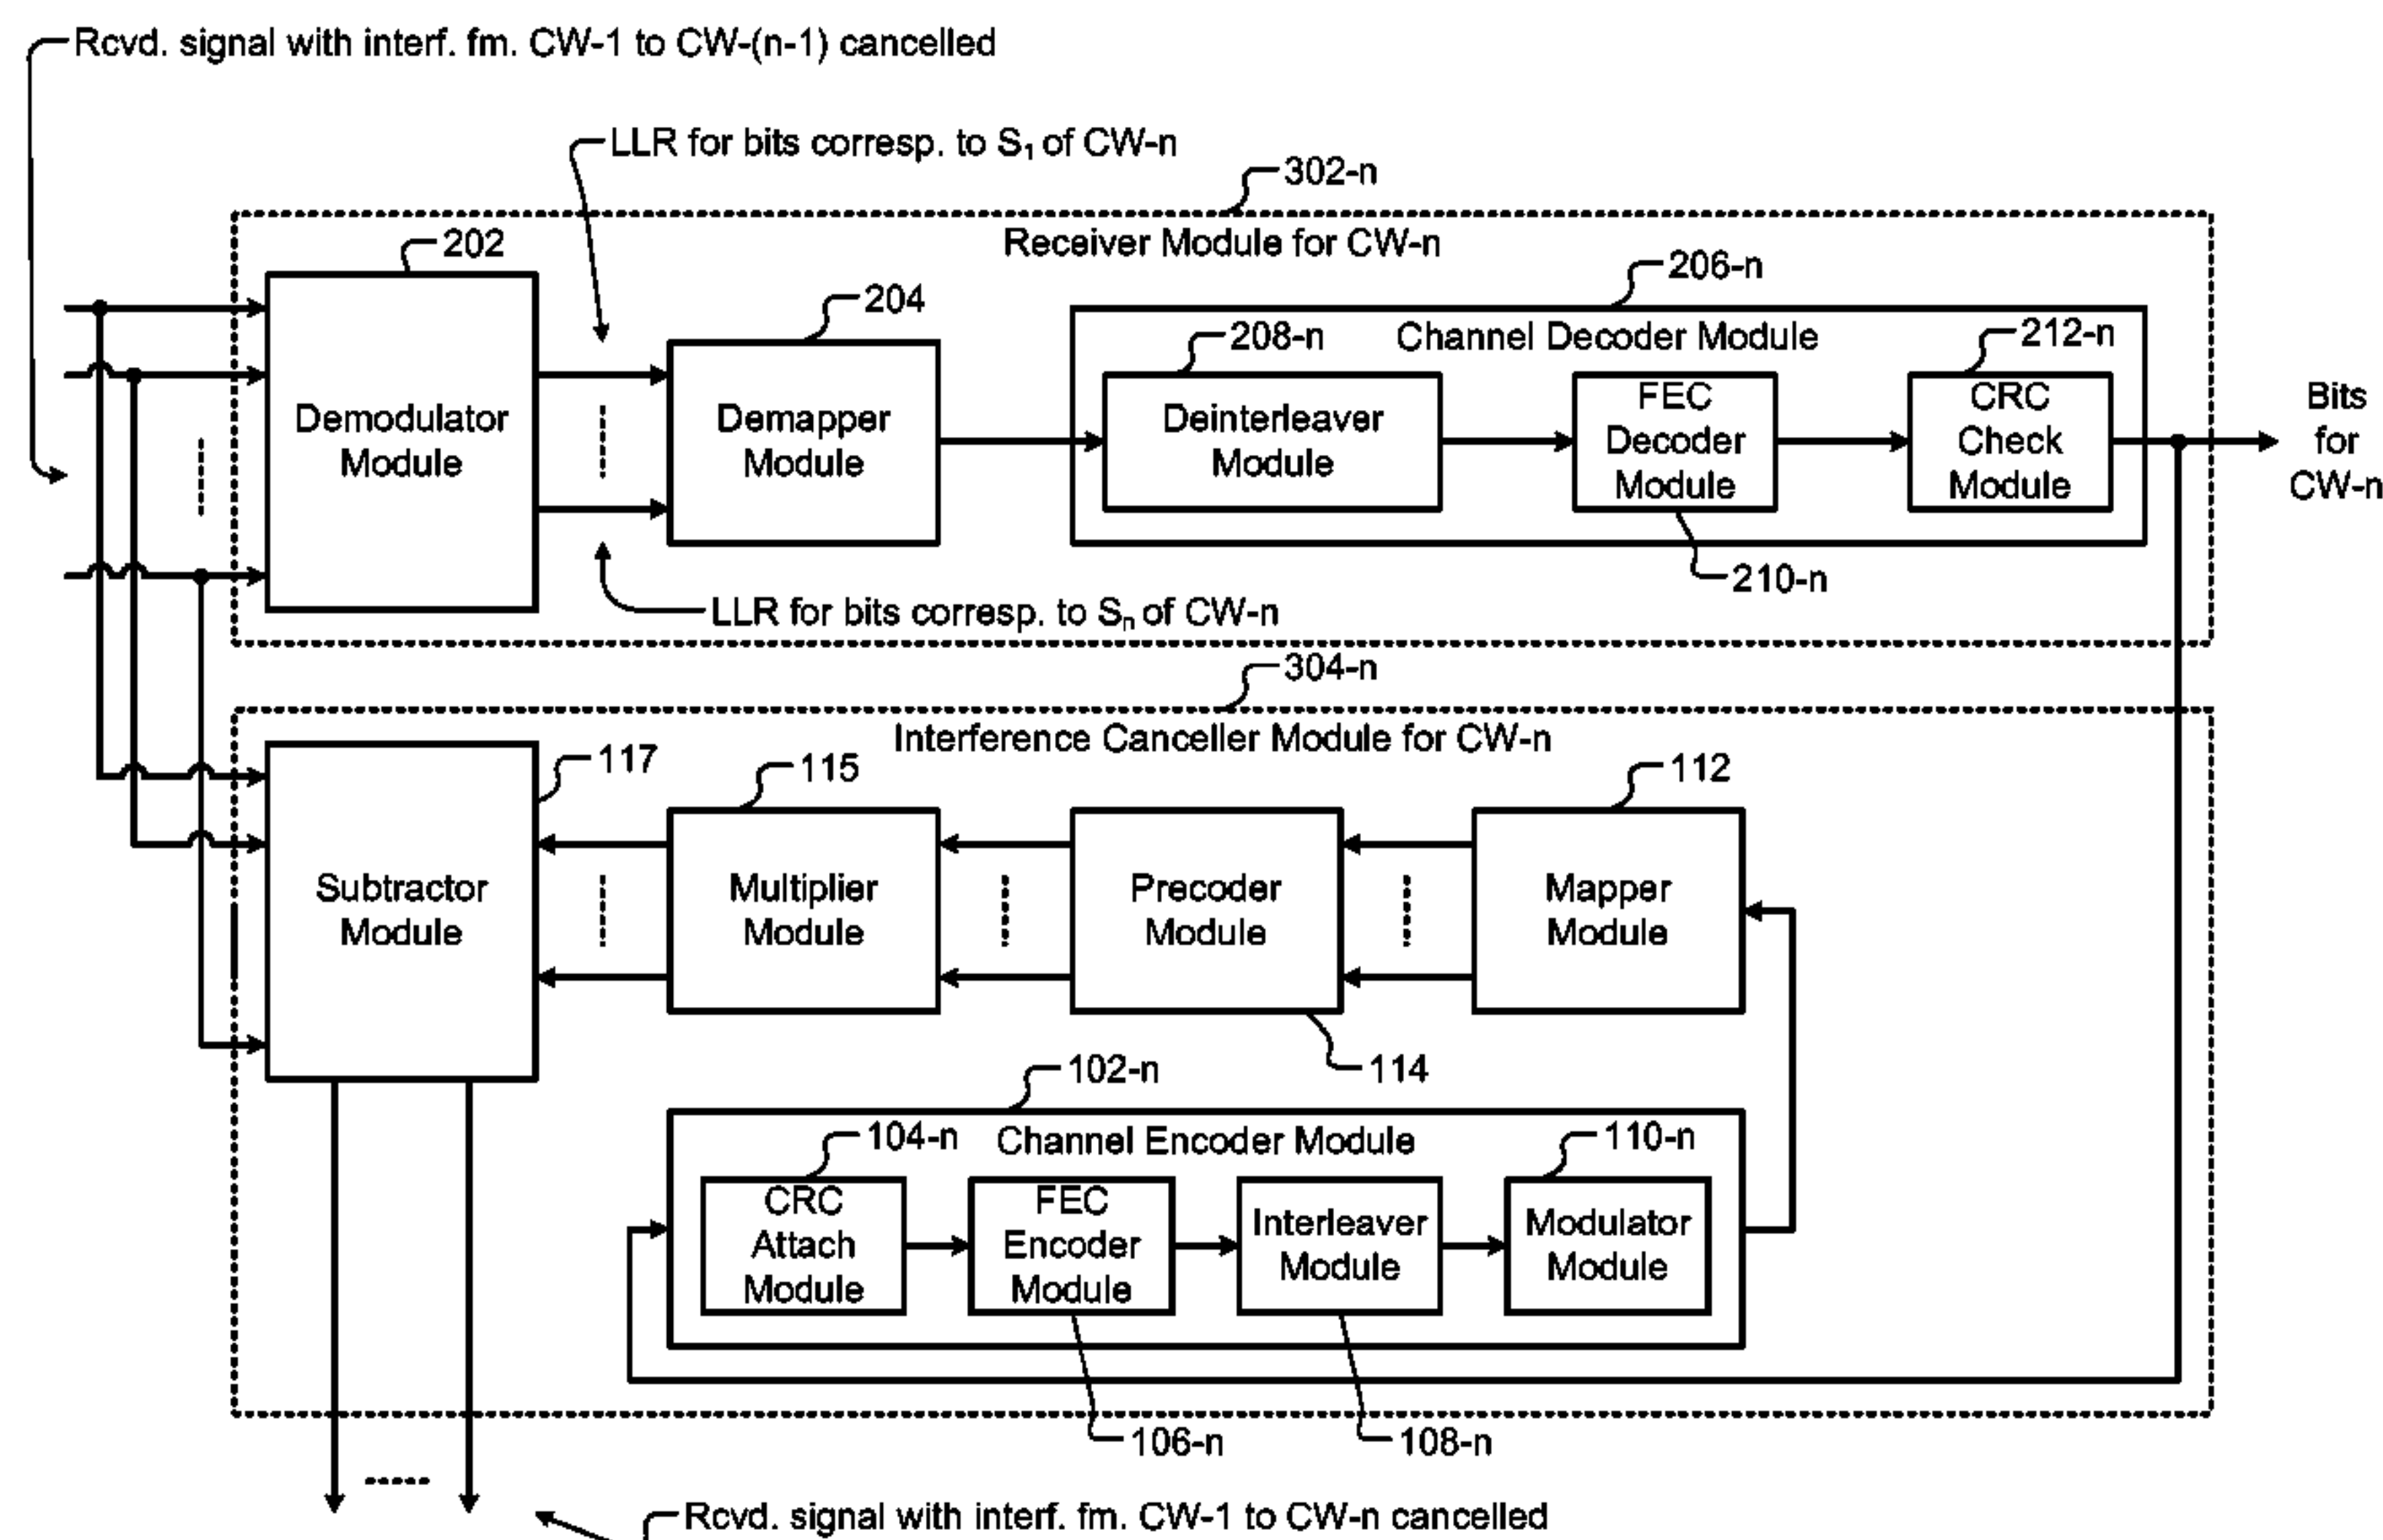 Rcvd. signal with interf. fm. CW-1 to CW-(n-1) cancelled
LLR for bits corresp. to S₁ of CW-n
302-n
Receiver Module for CW-n
202
Demodulator
Module
204
Demapper
Module
206-n
Channel Decoder Module
208-n
Deinterleaver
Module
FEC
Decoder
Module
210-n
212-n
CRC
Check
Module
Bits
for
CW-n
LLR for bits corresp. to Sₙ of CW-n
304-n
Interference Canceller Module for CW-n
117
Subtractor
Module
115
Multiplier
Module
Precoder
Module
114
112
Mapper
Module
102-n
Channel Encoder Module
104-n
CRC
Attach
Module
FEC
Encoder
Module
Interleaver
Module
110-n
Modulator
Module
106-n
108-n
Rcvd. signal with interf. fm. CW-1 to CW-n cancelled